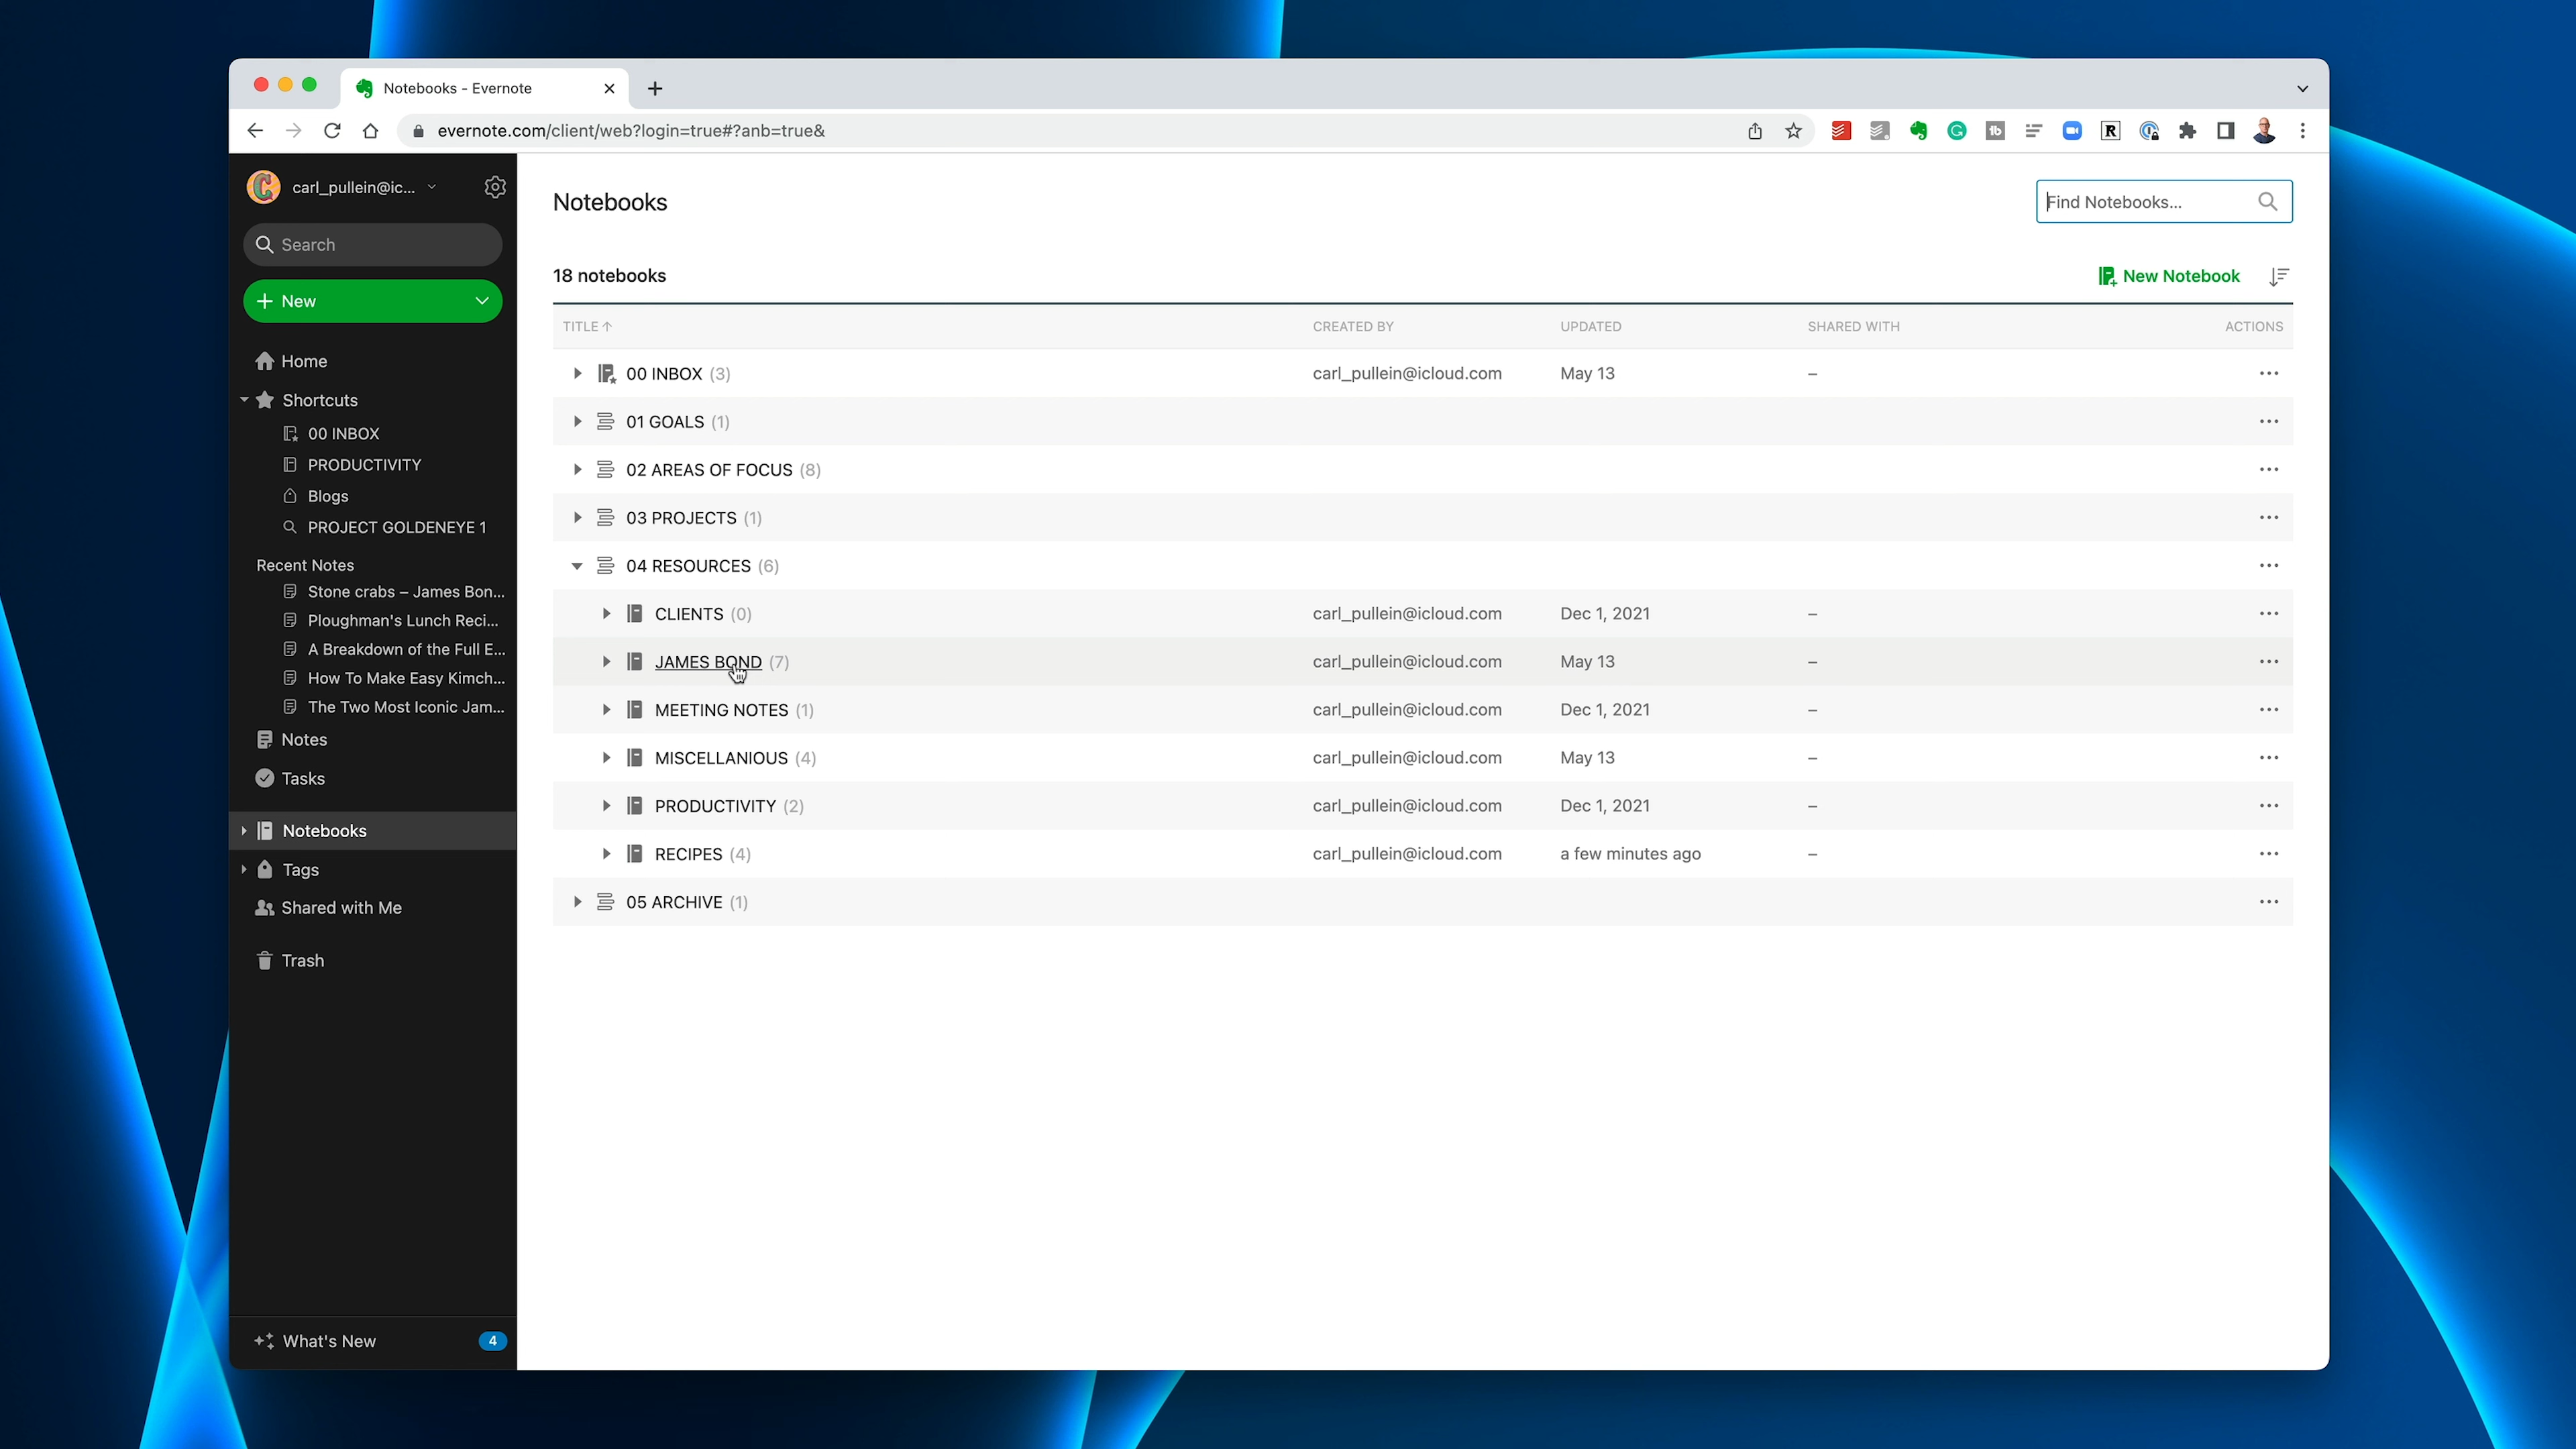 Notebooks - Evernote
evernote.com/client/web?login=true#?anb=true&
carl_pullein@ic...
Search
New
Home
Shortcuts
00 INBOX
PRODUCTIVITY
Blogs
PROJECT GOLDENEYE 1
Recent Notes
Stone crabs – James Bon...
Ploughman's Lunch Reci...
A Breakdown of the Full E...
How To Make Easy Kimch...
The Two Most Iconic Jam...
Notes
Tasks
Notebooks
Tags
Shared with Me
Trash
What's New 4
Notebooks
Find Notebooks...
18 notebooks
New Notebook
TITLE CREATED BY UPDATED SHARED WITH ACTIONS
00 INBOX (3) carl_pullein@icloud.com May 13 –
01 GOALS (1)
02 AREAS OF FOCUS (8)
03 PROJECTS (1)
04 RESOURCES (6)
CLIENTS (0) carl_pullein@icloud.com Dec 1, 2021 –
JAMES BOND (7) carl_pullein@icloud.com May 13 –
MEETING NOTES (1) carl_pullein@icloud.com Dec 1, 2021 –
MISCELLANIOUS (4) carl_pullein@icloud.com May 13 –
PRODUCTIVITY (2) carl_pullein@icloud.com Dec 1, 2021 –
RECIPES (4) carl_pullein@icloud.com a few minutes ago –
05 ARCHIVE (1)